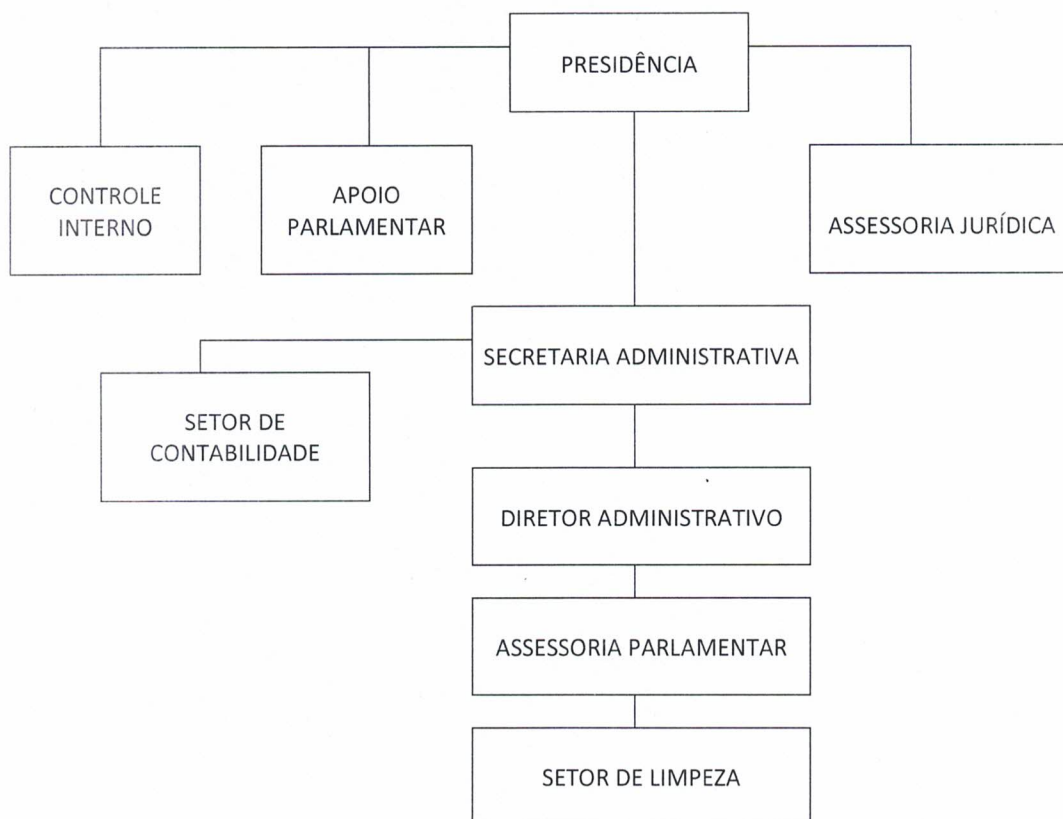 PRESIDÊNCIA
CONTROLE
INTERNO
APOIO
PARLAMENTAR
ASSESSORIA JURÍDICA
SECRETARIA ADMINISTRATIVA
SETOR DE
CONTABILIDADE
DIRETOR ADMINISTRATIVO
ASSESSORIA PARLAMENTAR
SETOR DE LIMPEZA